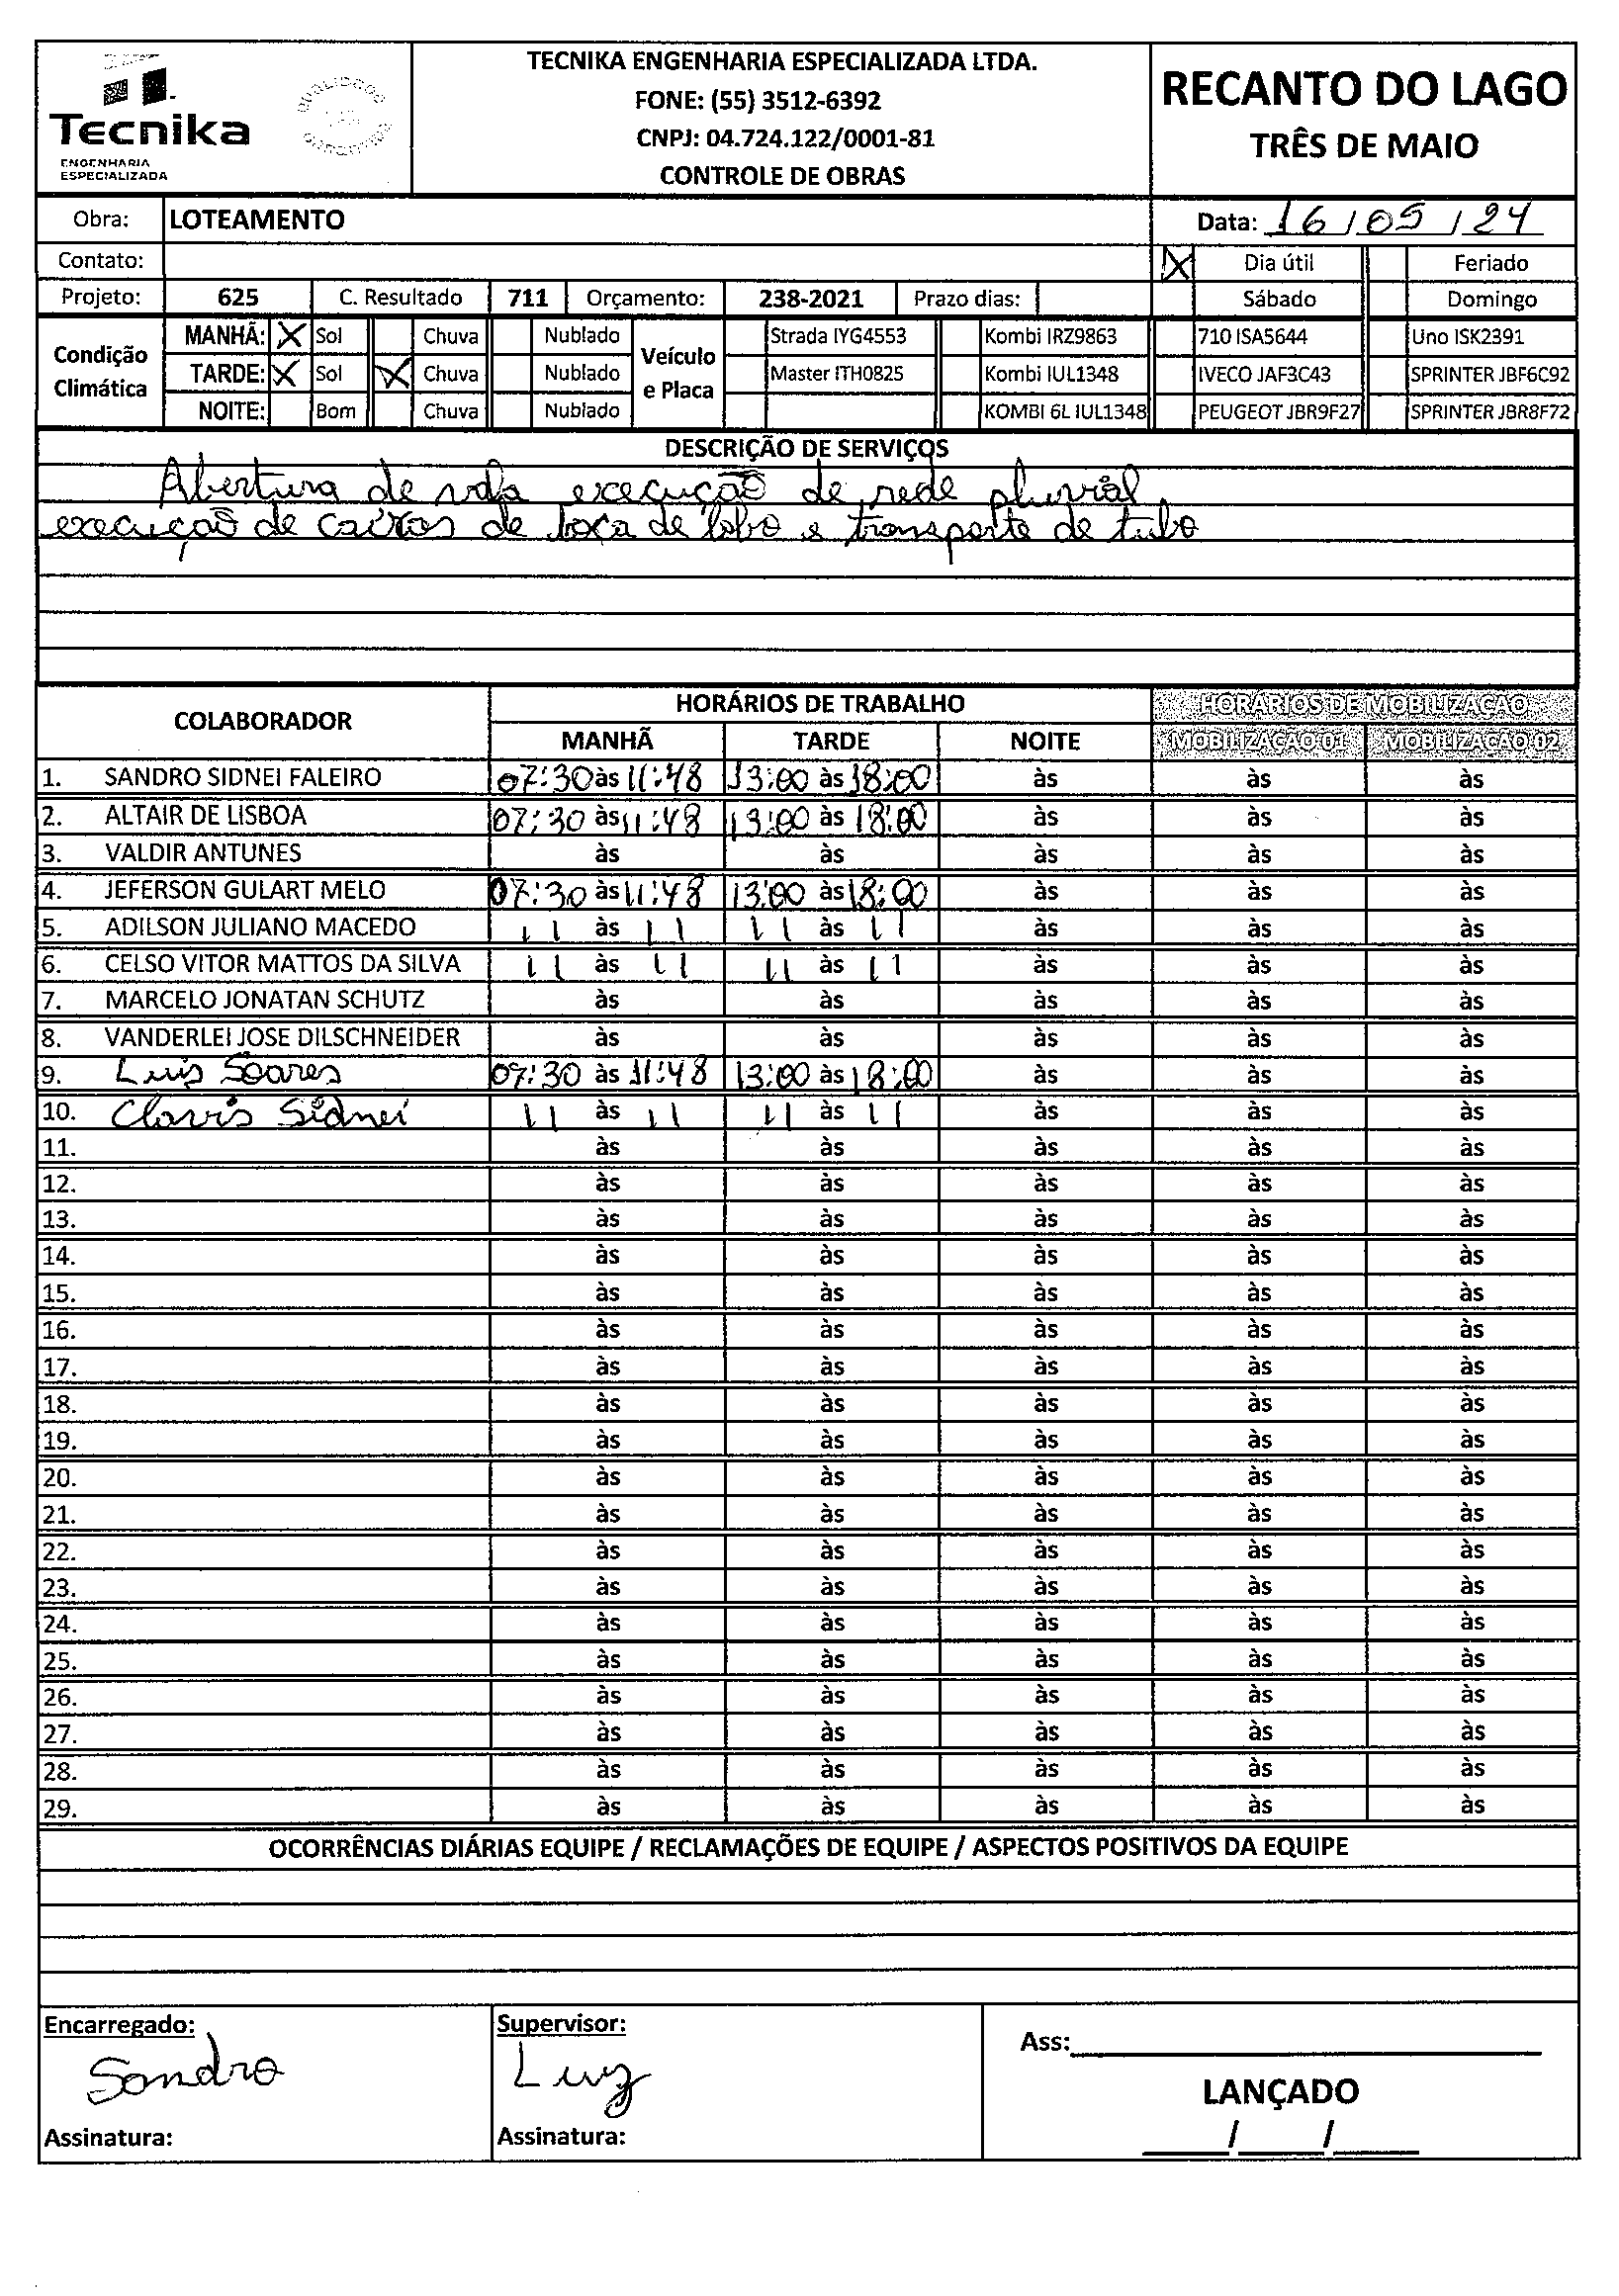 Tecnika
ENGENHARIA
ESPECIALIZADA
TECNIKA ENGENHARIA ESPECIALIZADA LTDA.
FONE: (55) 3512-6392
CNPJ: 04.724.122/0001-81
CONTROLE DE OBRAS
RECANTO DO LAGO
TRÊS DE MAIO
Obra: LOTEAMENTO Data: 16/05/24
Contato: X Dia útil Feriado
Projeto: 625 C. Resultado 711 Orçamento: 238-2021 Prazo dias: Sábado Domingo
Condição Climática Veículo e Placa
MANHÃ: X Sol Chuva Nublado Strada IYG4553 Kombi IRZ9863 710 ISA5644 Uno ISK2391
TARDE: X Sol X Chuva Nublado Master ITH0825 Kombi IUL1348 IVECO JAF3C43 SPRINTER JBF6C92
NOITE: Bom Chuva Nublado KOMBI 6L IUL1348 PEUGEOT JBR9F27 SPRINTER JBR8F72
DESCRIÇÃO DE SERVIÇOS
Abertura de vala execução de rede pluvial
execução de caixas de boca de lobo e transporte de tubo
COLABORADOR HORÁRIOS DE TRABALHO HORÁRIOS DE MOBILIZAÇÃO
MANHÃ TARDE NOITE MOBILIZAÇÃO 01 MOBILIZAÇÃO 02
1. SANDRO SIDNEI FALEIRO 07:30 às 11:48 13:00 às 18:00 às às às
2. ALTAIR DE LISBOA 07:30 às 11:48 13:00 às 18:00 às às às
3. VALDIR ANTUNES às às às às às
4. JEFERSON GULART MELO 07:30 às 11:48 13:00 às 18:00 às às às
5. ADILSON JULIANO MACEDO 11 às 11 11 às 11 às às às
6. CELSO VITOR MATTOS DA SILVA 11 às 11 11 às 11 às às às
7. MARCELO JONATAN SCHUTZ às às às às às
8. VANDERLEI JOSE DILSCHNEIDER às às às às às
9. Luis Soares 07:30 às 11:48 13:00 às 18:00 às às às
10. Clovis Sidnei 11 às 11 11 às 11 às às às
11. às às às às às
12. às às às às às
13. às às às às às
14. às às às às às
15. às às às às às
16. às às às às às
17. às às às às às
18. às às às às às
19. às às às às às
20. às às às às às
21. às às às às às
22. às às às às às
23. às às às às às
24. às às às às às
25. às às às às às
26. às às às às às
27. às às às às às
28. às às às às às
29. às às às às às
OCORRÊNCIAS DIÁRIAS EQUIPE / RECLAMAÇÕES DE EQUIPE / ASPECTOS POSITIVOS DA EQUIPE
Encarregado: Supervisor: Ass:
Sandro Luiz LANÇADO
Assinatura: Assinatura: / /